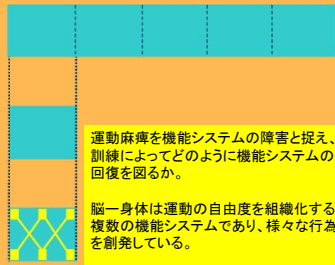 運動麻痺を機能システムの障害と捉え、
訓練によってどのように機能システムの
回復を図るか。
脳ー身体は運動の自由度を組織化する
複数の機能システムであり、様々な行為
を創発している。